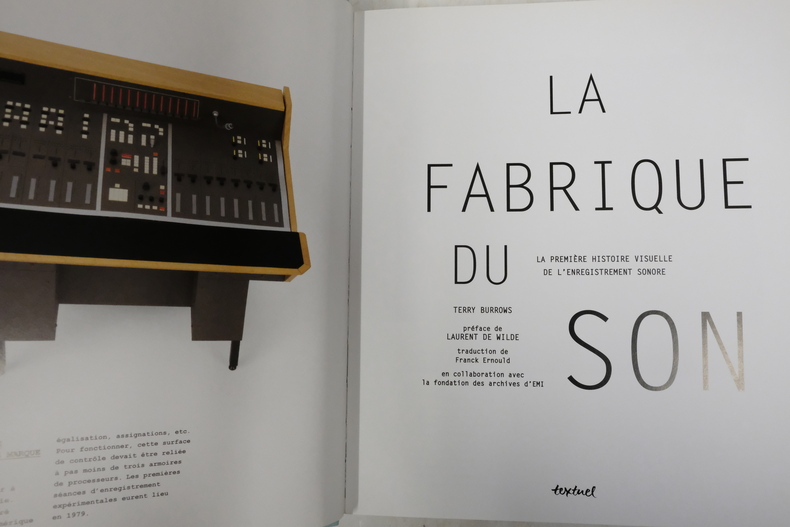 MARQUE
égalisation, assignations, etc.
Pour fonctionner, cette surface
de contrôle devait être reliée
à pas moins de trois armoires
de processeurs. Les premières
séances d'enregistrement
expérimentales eurent lieu
en 1979.
LA
FABRIQUE
DU
LA PREMIÈRE HISTOIRE VISUELLE
DE L'ENREGISTREMENT SONORE
TERRY BURROWS
préface de
LAURENT DE WILDE
traduction de
Franck Ernould
en collaboration avec
la fondation des archives d'EMI
SON
textuel